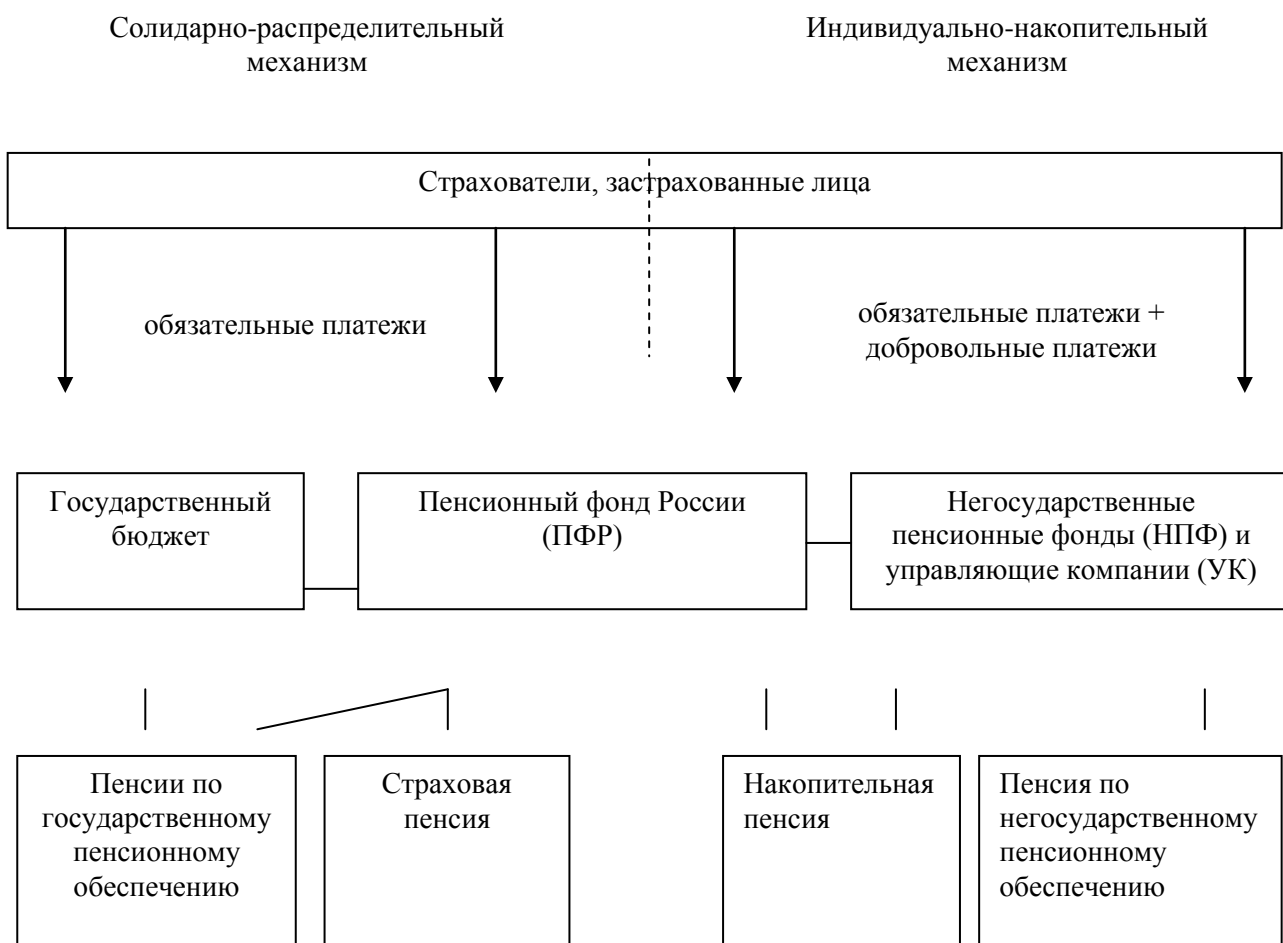 Солидарно-распределительный
механизм
Индивидуально-накопительный
механизм
Страхователи, застрахованные лица
обязательные платежи
обязательные платежи +
добровольные платежи
Государственный
бюджет
Пенсионный фонд России
(ПФР)
Негосударственные
пенсионные фонды (НПФ) и
управляющие компании (УК)
Пенсии по
государственному
пенсионному
обеспечению
Страховая
пенсия
Накопительная
пенсия
Пенсия по
негосударственному
пенсионному
обеспечению